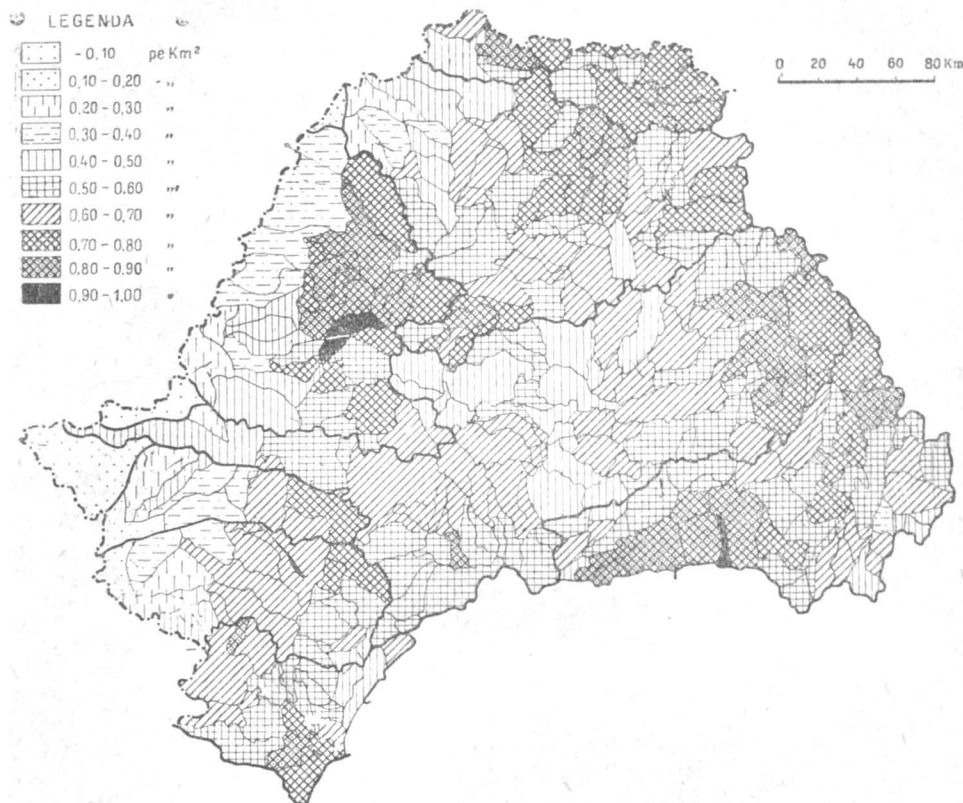 LEGENDA
- 0,10 pe Km²
0,10 - 0,20 - „
0,20 - 0,30 „
0,30 - 0,40 „
0,40 - 0,50 „
0,50 - 0,60 „
0,60 - 0,70 „
0,70 - 0,80 „
0,80 - 0,90 „
0,90 - 1,00 „
0 20 40 60 80 Km